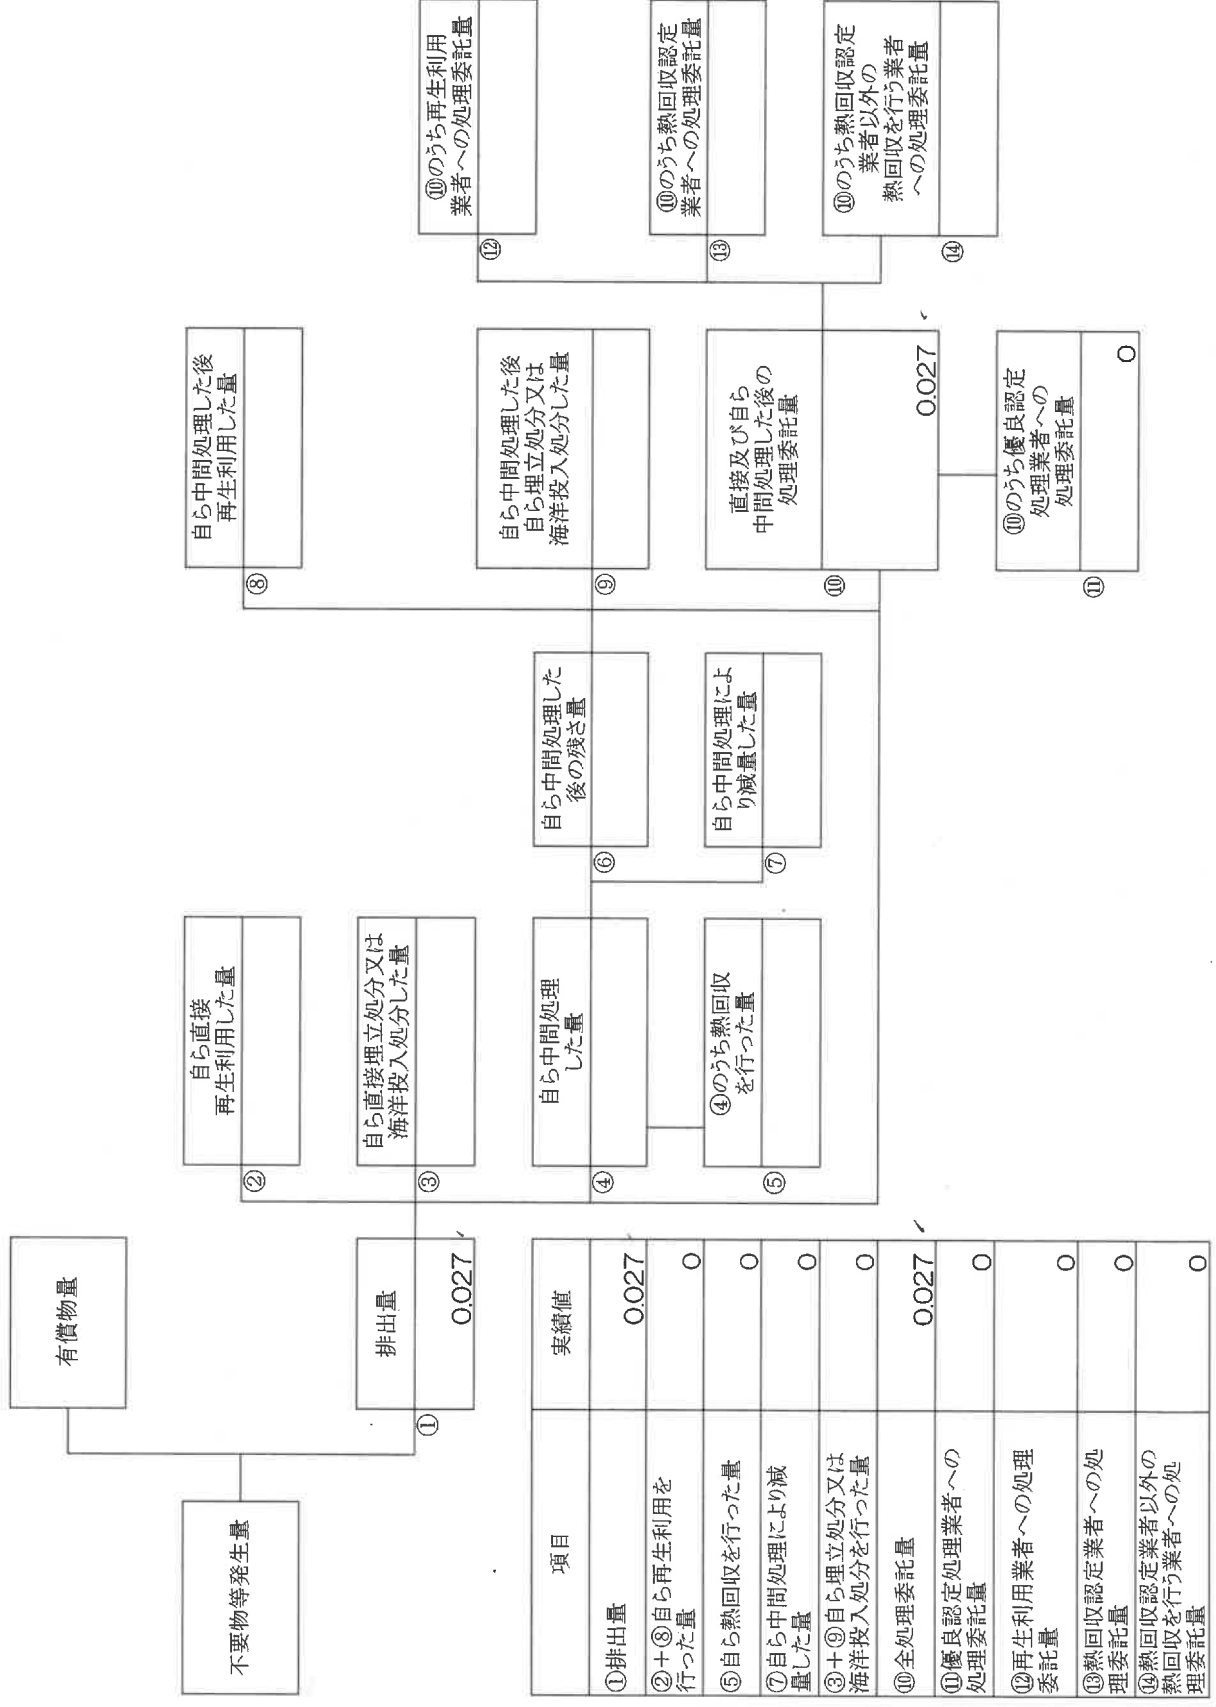 不要物等発生量
有償物量
①
排出量
0.027
②
自ら直接
再生利用した量
③
自ら直接埋立処分又は
海洋投入処分した量
④
自ら中間処理
した量
⑤
④のうち熱回収
を行った量
⑥
自ら中間処理した
後の残さ量
⑦
自ら中間処理によ
り減量した量
⑧
自ら中間処理した後
再生利用した量
⑨
自ら中間処理した後
自ら埋立処分又は
海洋投入処分した量
⑩
直接及び自ら
中間処理した後の
処理委託量
0.027
⑪
⑩のうち優良認定
処理業者への
処理委託量
0
⑫
⑩のうち再生利用
業者への処理委託量
⑬
⑩のうち熱回収認定
業者への処理委託量
⑭
⑩のうち熱回収認定
業者以外の
熱回収を行う業者
への処理委託量
項目 実績値
①排出量 0.027
②+⑧自ら再生利用を
行った量 0
⑤自ら熱回収を行った量 0
⑦自ら中間処理により減
量した量 0
③+⑨自ら埋立処分又は
海洋投入処分を行った量 0
⑩全処理委託量 0.027
⑪優良認定処理業者への
処理委託量 0
⑫再生利用業者への処理
委託量 0
⑬熱回収認定業者への処
理委託量 0
⑭熱回収認定業者以外の
熱回収を行う業者への処
理委託量 0